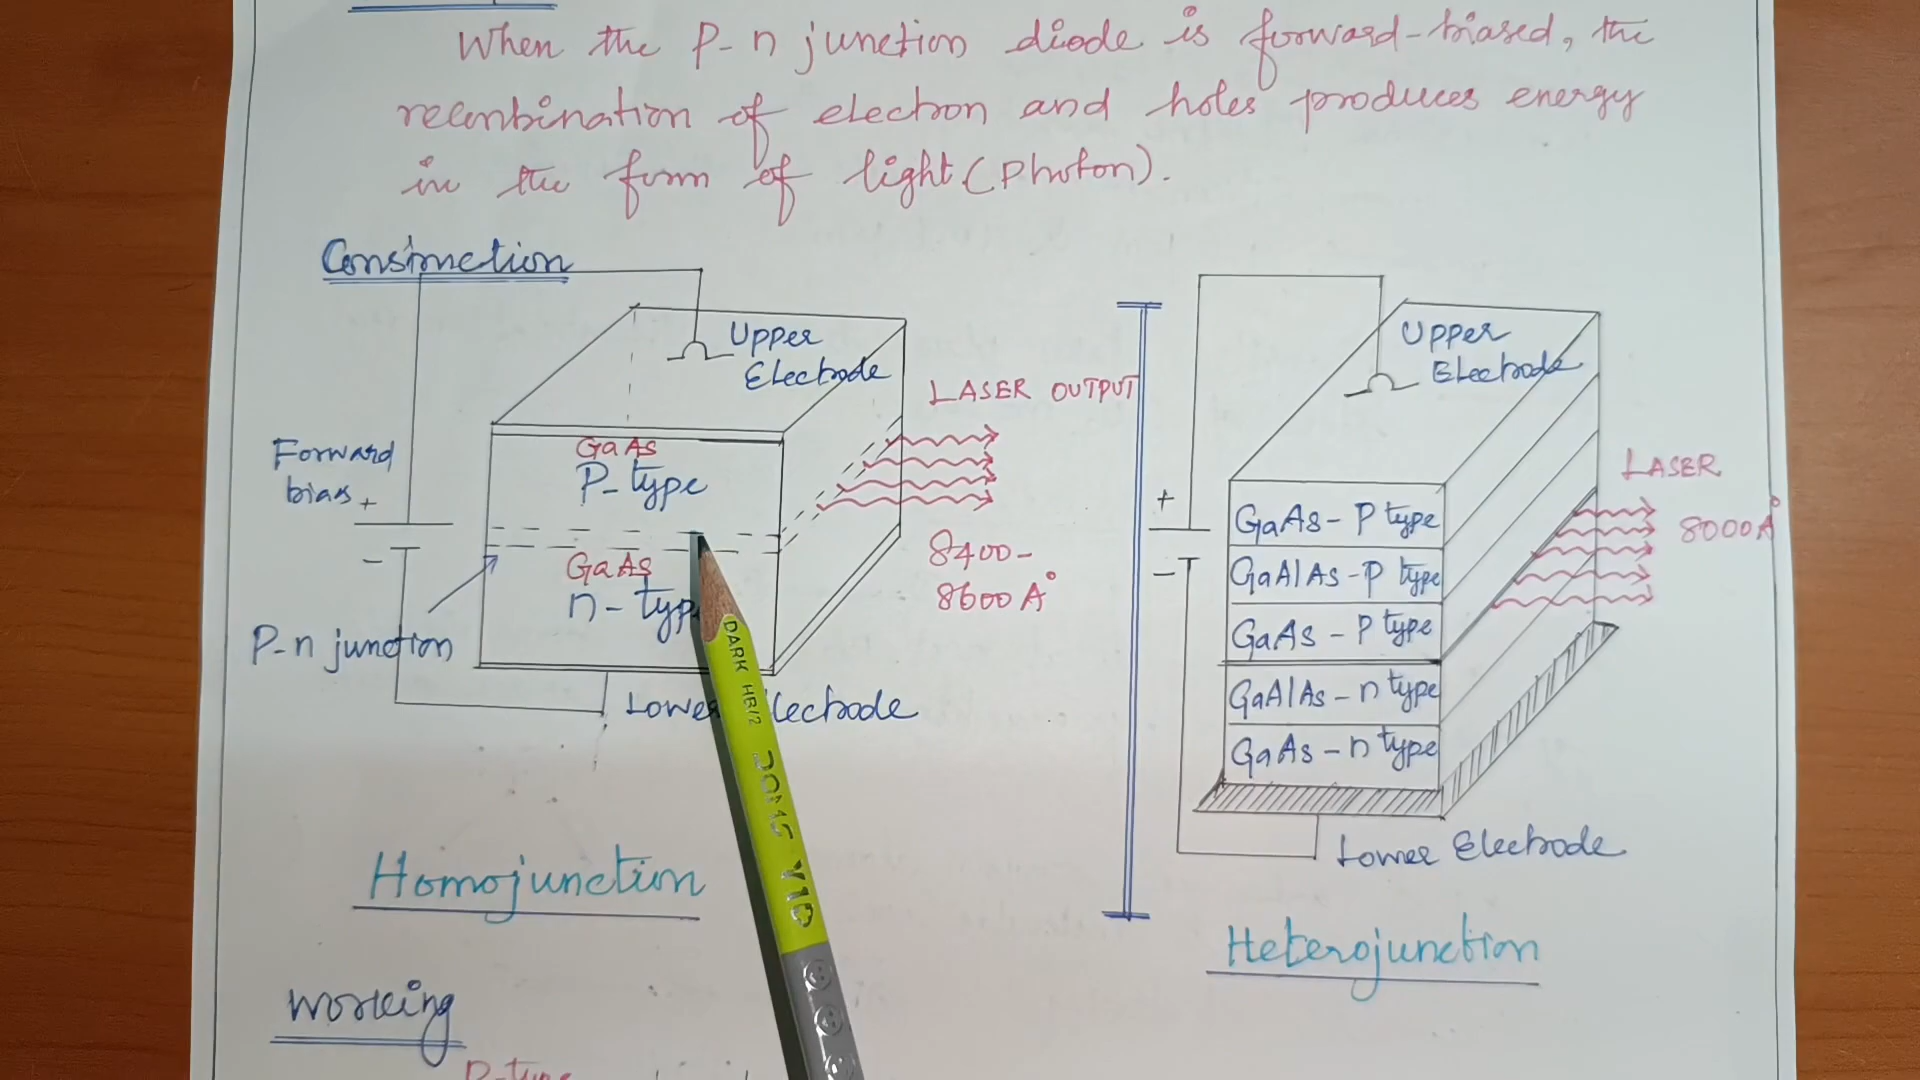 When the P-n junction diode is forward-biased, the
recombination of electron and holes produces energy
in the form of light (Photon).
Construction
Upper
Electrode
LASER OUTPUT
GaAs
P-type
Forward
bias +
-
GaAs
n-typ
P-n junction
8400-
8600 A°
Lower Electrode
Homojunction
Upper
Electrode
+
-
GaAs - P type
GaAlAs - P type
GaAs - P type
GaAlAs - n type
GaAs - n type
LASER
8000 A°
Lower Electrode
Heterojunction
Working
P-type
DARK HB/2
DOMS